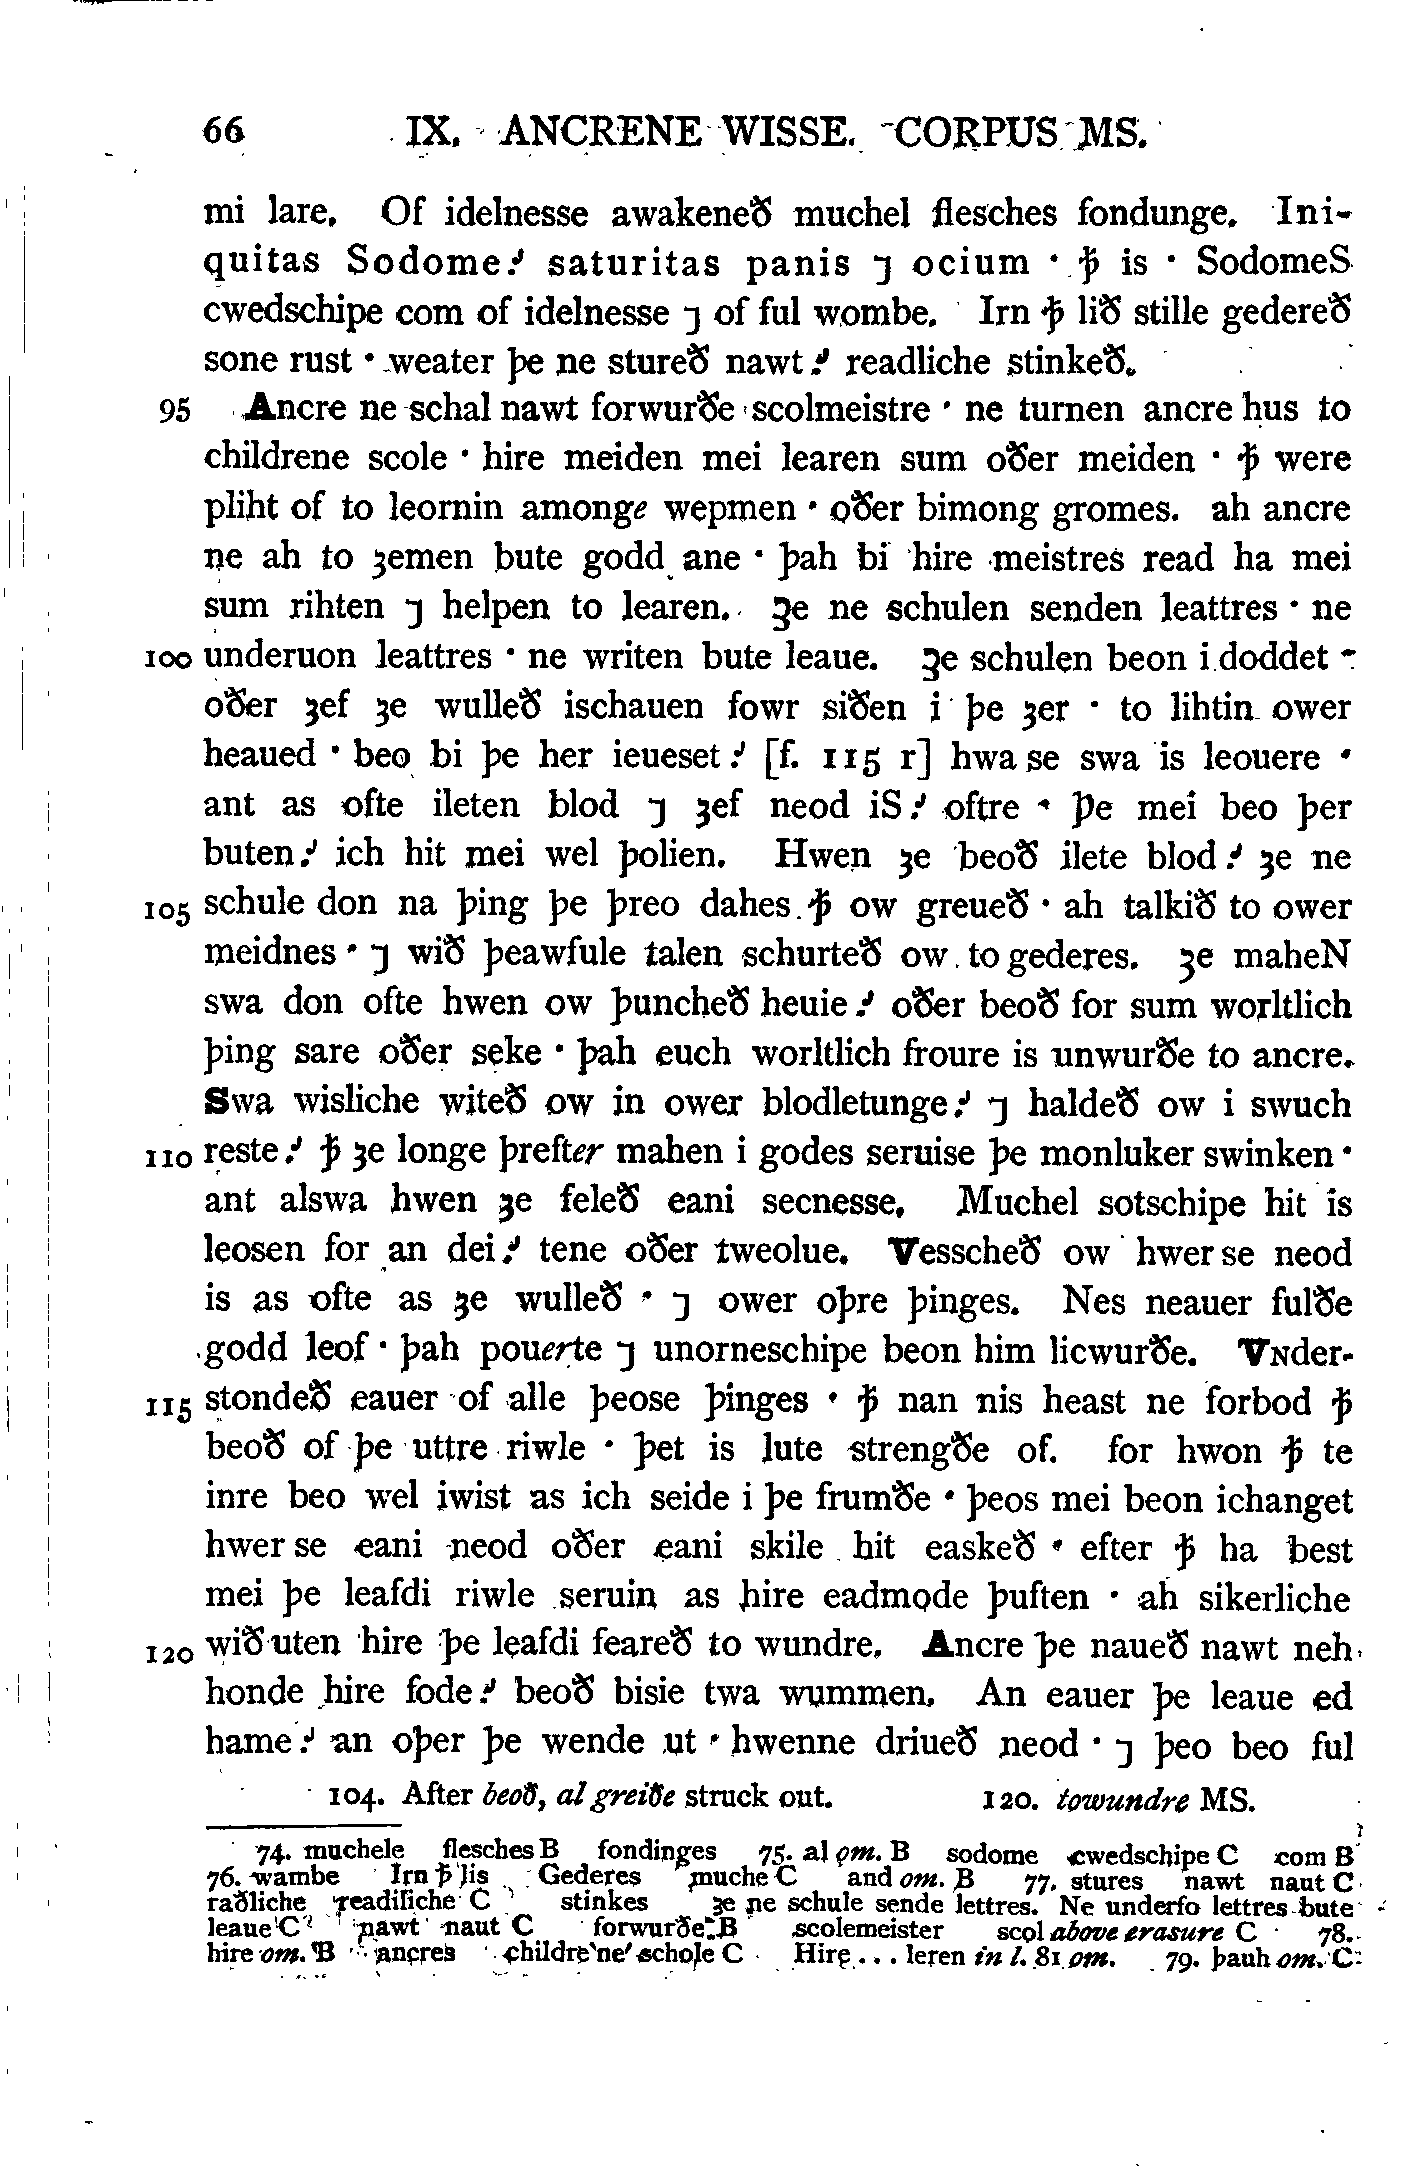 66 IX. ANCRENE WISSE. CORPUS MS.
mi lare. Of idelnesse awakeneð muchel flesches fondunge. Ini-
quitas Sodome⹎ saturitas panis ⁊ ocium · ꝥ is · SodomeS
cwedschipe com of idelnesse ⁊ of ful wombe. Irn ꝥ lið stille gedereð
sone rust · weater þe ne stureð nawt⹎ readliche stinkeð.
95 Ancre ne schal nawt forwurðe scolmeistre · ne turnen ancre hus to
childrene scole · hire meiden mei learen sum oðer meiden · ꝥ were
pliht of to leornin amonge wepmen · oðer bimong gromes. ah ancre
ne ah to ȝemen bute godd ane · þah bi hire meistres read ha mei
sum rihten ⁊ helpen to learen. Ȝe ne schulen senden leattres · ne
100 underuon leattres · ne writen bute leaue. Ȝe schulen beon i doddet ·
oðer ȝef ȝe wulleð ischauen fowr siðen i þe ȝer · to lihtin ower
heaued · beo bi þe her ieueset⹎ [f. 115 r] hwa se swa is leouere ·
ant as ofte ileten blod ⁊ ȝef neod iS⹎ oftre · þe mei beo þer
buten⹎ ich hit mei wel þolien. Hwen ȝe beoð ilete blod⹎ ȝe ne
105 schule don na þing þe þreo dahes ꝥ ow greueð · ah talkið to ower
meidnes · ⁊ wið þeawfule talen schurteð ow to gederes. ȝe maheN
swa don ofte hwen ow þuncheð heuie⹎ oðer beoð for sum worltlich
þing sare oðer seke · þah euch worltlich froure is unwurðe to ancre.
Swa wisliche witeð ow in ower blodletunge⹎ ⁊ haldeð ow i swuch
110 reste⹎ ꝥ ȝe longe þrefter mahen i godes seruise þe monluker swinken ·
ant alswa hwen ȝe feleð eani secnesse. Muchel sotschipe hit is
leosen for an dei⹎ tene oðer tweolue. Vesscheð ow hwer se neod
is as ofte as ȝe wulleð · ⁊ ower oþre þinges. Nes neauer fulðe
godd leof · þah pouerte ⁊ unorneschipe beon him licwurðe. VNder-
115 stondeð eauer of alle þeose þinges · ꝥ nan nis heast ne forbod ꝥ
beoð of þe uttre riwle · þet is lute strengðe of. for hwon ꝥ te
inre beo wel iwist as ich seide i þe frumðe · þeos mei beon ichanget
hwer se eani neod oðer eani skile hit easkeð · efter ꝥ ha best
mei þe leafdi riwle seruin as hire eadmode þuften · ah sikerliche
120 wið uten hire þe leafdi feareð to wundre. Ancre þe naueð nawt neh
honde hire fode⹎ beoð bisie twa wummen. An eauer þe leaue ed
hame⹎ an oþer þe wende ut · hwenne driueð neod · ⁊ þeo beo ful
104. After beoð, al greiðe struck out. 120. towundre MS.
74. muchele flesches B fondinges 75. al om. B sodome cwedschipe C com B
76. wambe Irn ꝥ lis Gederes muche C and om. B 77. stures nawt naut C
raðliche readiliche C stinkes ȝe ne schule sende lettres. Ne underfo lettres bute
leaue C nawt naut C forwurðe B scolemeister scol above erasure C 78.
hire om. B ancres childre'ne' schole C Hire ... leren in l. 81 om. 79. þauh om. C